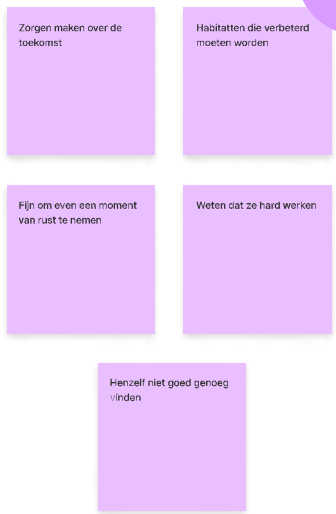 Zorgen maken over de
toekomst
Habitatten die verbeterd
moeten worden
Fijn om even een moment
van rust te nemen
Weten dat ze hard werken
Henzelf niet goed genoeg
vinden